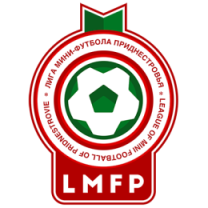 ЛИГА МИНИ-ФУТБОЛА ПРИДНЕСТРОВЬЯ
LEAGUE OF MINI FOOTBALL OF PRIDNESTROVIE
LMFP